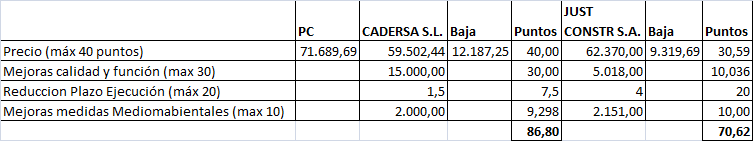 PC CADERSA S.L. Baja Puntos JUST CONSTR S.A. Baja Puntos
Precio (máx 40 puntos) 71.689,69 59.502,44 12.187,25 40,00 62.370,00 9.319,69 30,59
Mejoras calidad y función (max 30) 15.000,00 30,00 5.018,00 10,036
Reduccion Plazo Ejecución (máx 20) 1,5 7,5 4 20
Mejoras medidas Mediomabientales (max 10) 2.000,00 9,298 2.151,00 10,00
86,80 70,62